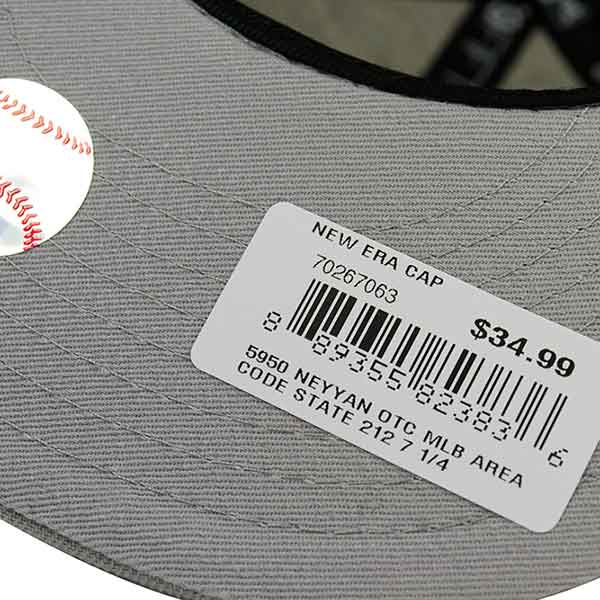 NEW ERA CAP
70267063
$34.99
8 89355 82383 6
5950 NEYYAN OTC MLB AREA
CODE STATE 212 7 1/4